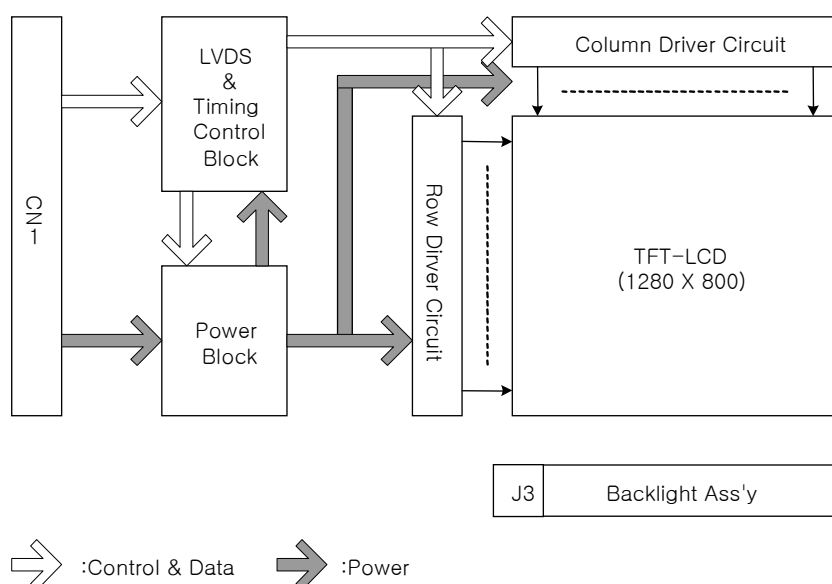 CN1
LVDS
&
Timing
Control
Block
Power
Block
Column Driver Circuit
Row Dirver Circuit
TFT-LCD
(1280 X 800)
J3
Backlight Ass'y
:Control & Data
:Power